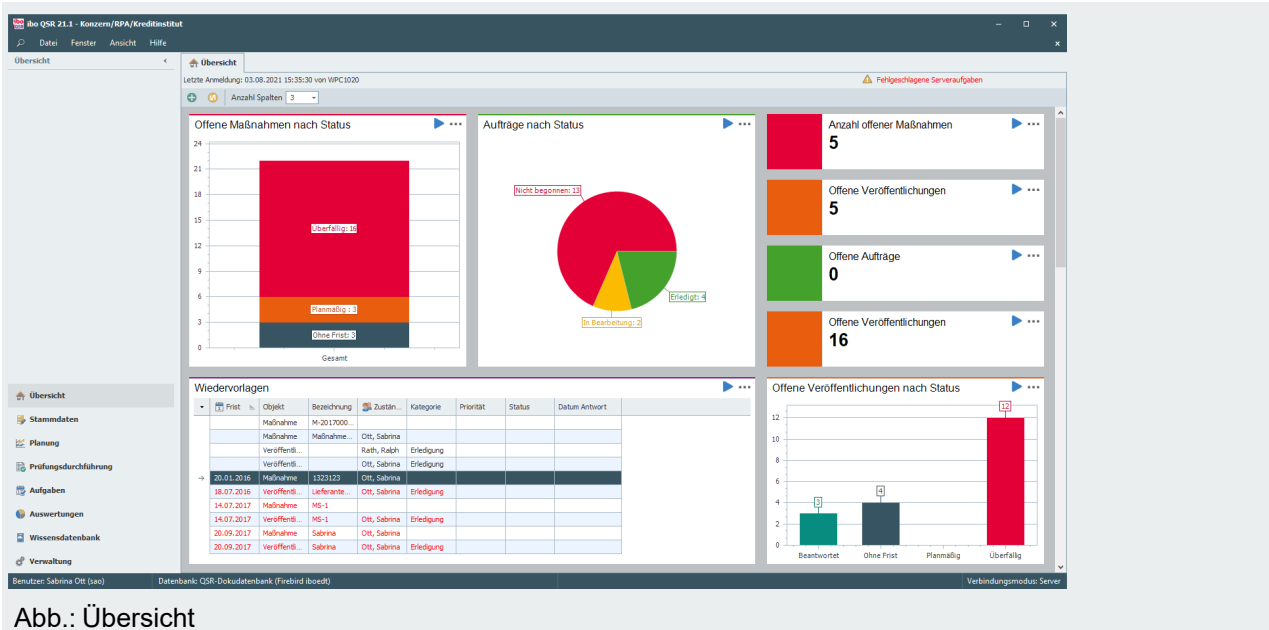 ibo QSR 21.1 - Konzern/RPA/Kreditinstitut
Datei Fenster Ansicht Hilfe
Übersicht
Übersicht
Letzte Anmeldung: 03.08.2021 15:35:30 von WPC1020
Fehlgeschlagene Serveraufgaben
Anzahl Spalten 3
Offene Maßnahmen nach Status
24
21
18
15
12
9
6
3
0
Überfällig: 16
Planmäßig : 3
Ohne Frist: 3
Gesamt
Aufträge nach Status
Nicht begonnen: 13
Erledigt: 4
In Bearbeitung: 2
Anzahl offener Maßnahmen
5
Offene Veröffentlichungen
5
Offene Aufträge
0
Offene Veröffentlichungen
16
Übersicht
Stammdaten
Planung
Prüfungsdurchführung
Aufgaben
Auswertungen
Wissensdatenbank
Verwaltung
Wiedervorlagen
Frist Objekt Bezeichnung Zustän... Kategorie Priorität Status Datum Antwort
Maßnahme M-2017000...
Maßnahme Maßnahme... Ott, Sabrina
Veröffentli... Rath, Ralph Erledigung
Veröffentli... Ott, Sabrina Erledigung
20.01.2016 Maßnahme 1323123 Ott, Sabrina
18.07.2016 Veröffentli... Lieferante... Ott, Sabrina Erledigung
14.07.2017 Maßnahme MS-1
14.07.2017 Veröffentli... MS-1 Ott, Sabrina Erledigung
20.09.2017 Maßnahme Sabrina Ott, Sabrina
20.09.2017 Veröffentli... Sabrina Ott, Sabrina Erledigung
Offene Veröffentlichungen nach Status
12
10
8
6
4
2
0
3
4
12
Beantwortet Ohne Frist Planmäßig Überfällig
Benutzer: Sabrina Ott (sao) Datenbank: QSR-Dokudatenbank (Firebird iboedt) Verbindungsmodus: Server
Abb.: Übersicht